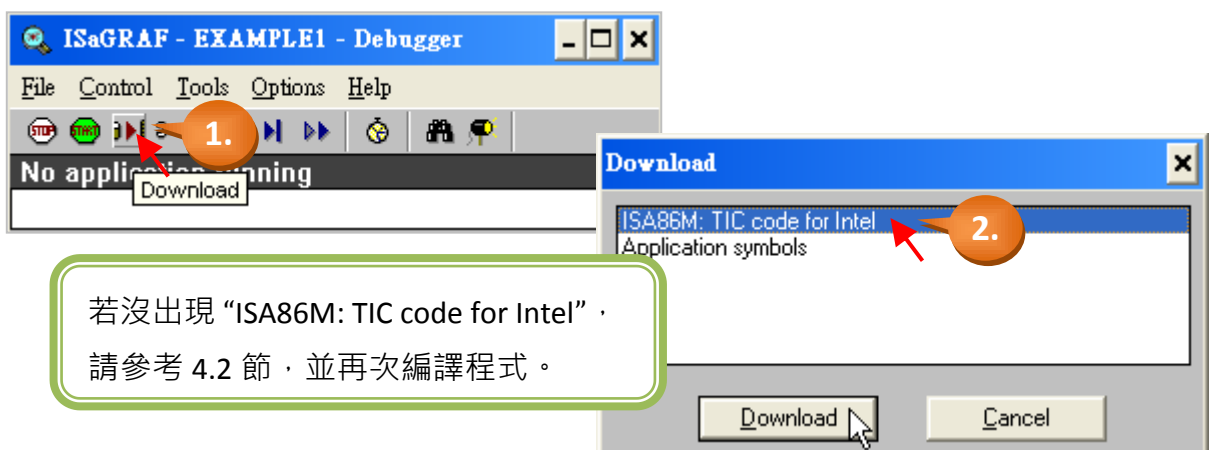 ISaGRAF - EXAMPLE1 - Debugger
File Control Tools Options Help
STOP START
1.
No application running
Download
Download
ISA86M: TIC code for Intel
2.
Application symbols
若沒出現 “ISA86M: TIC code for Intel”，
請參考 4.2 節，並再次編譯程式。
Download Cancel